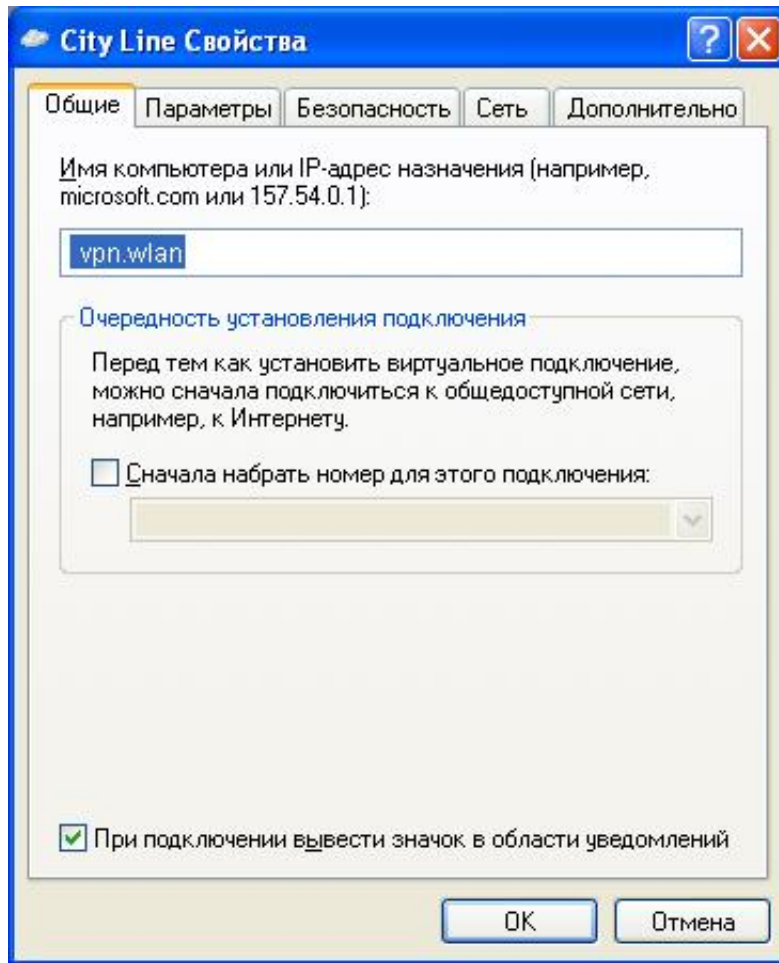 City Line Свойства
Общие Параметры Безопасность Сеть Дополнительно
Имя компьютера или IP-адрес назначения (например,
microsoft.com или 157.54.0.1):
vpn.wlan
Очередность установления подключения
Перед тем как установить виртуальное подключение,
можно сначала подключиться к общедоступной сети,
например, к Интернету.
Сначала набрать номер для этого подключения:
При подключении вывести значок в области уведомлений
OK Отмена